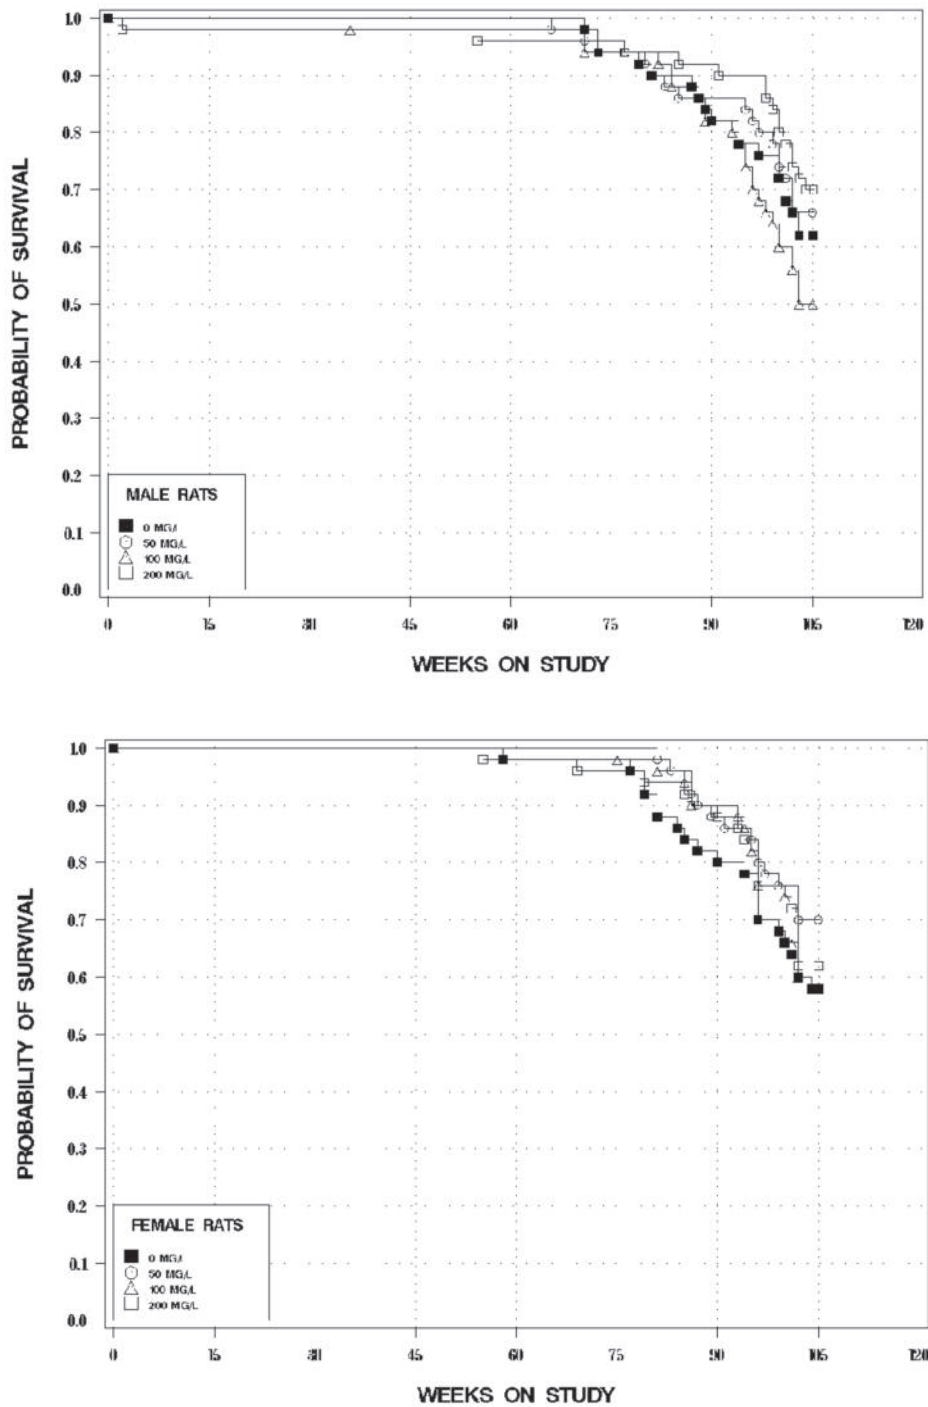 1.0
0.9
0.8
0.7
0.6
0.5
0.4
0.3
0.2
0.1
0.0
PROBABILITY OF SURVIVAL
MALE RATS
0 MG/L
50 MG/L
100 MG/L
200 MG/L
0 15 30 45 60 75 90 105 120
WEEKS ON STUDY
1.0
0.9
0.8
0.7
0.6
0.5
0.4
0.3
0.2
0.1
0.0
PROBABILITY OF SURVIVAL
FEMALE RATS
0 MG/L
50 MG/L
100 MG/L
200 MG/L
0 15 30 45 60 75 90 105 120
WEEKS ON STUDY